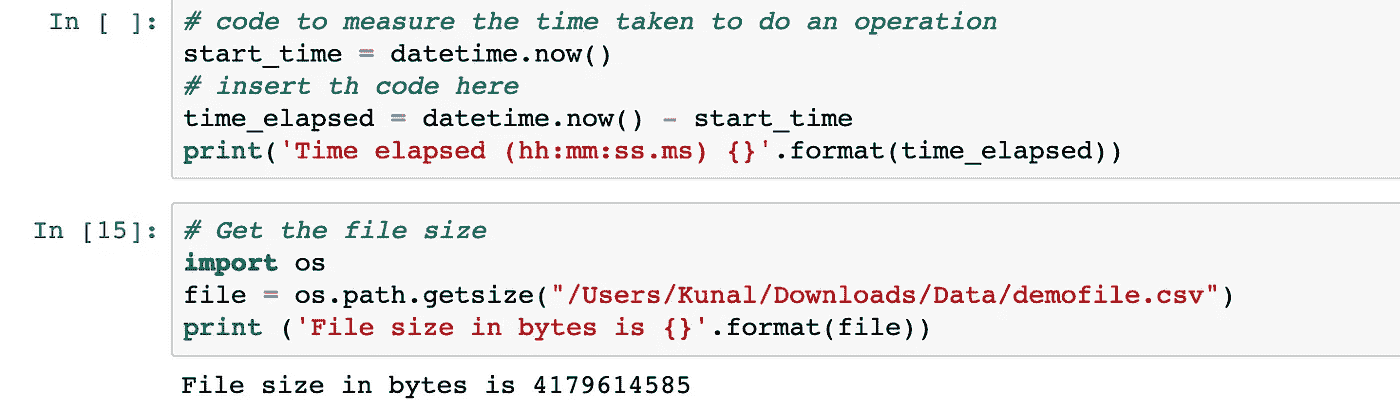 In [ ]: # code to measure the time taken to do an operation
start_time = datetime.now()
# insert th code here
time_elapsed = datetime.now() - start_time
print('Time elapsed (hh:mm:ss.ms) {}'.format(time_elapsed))
In [15]: # Get the file size
import os
file = os.path.getsize("/Users/Kunal/Downloads/Data/demofile.csv")
print ('File size in bytes is {}'.format(file))
File size in bytes is 4179614585